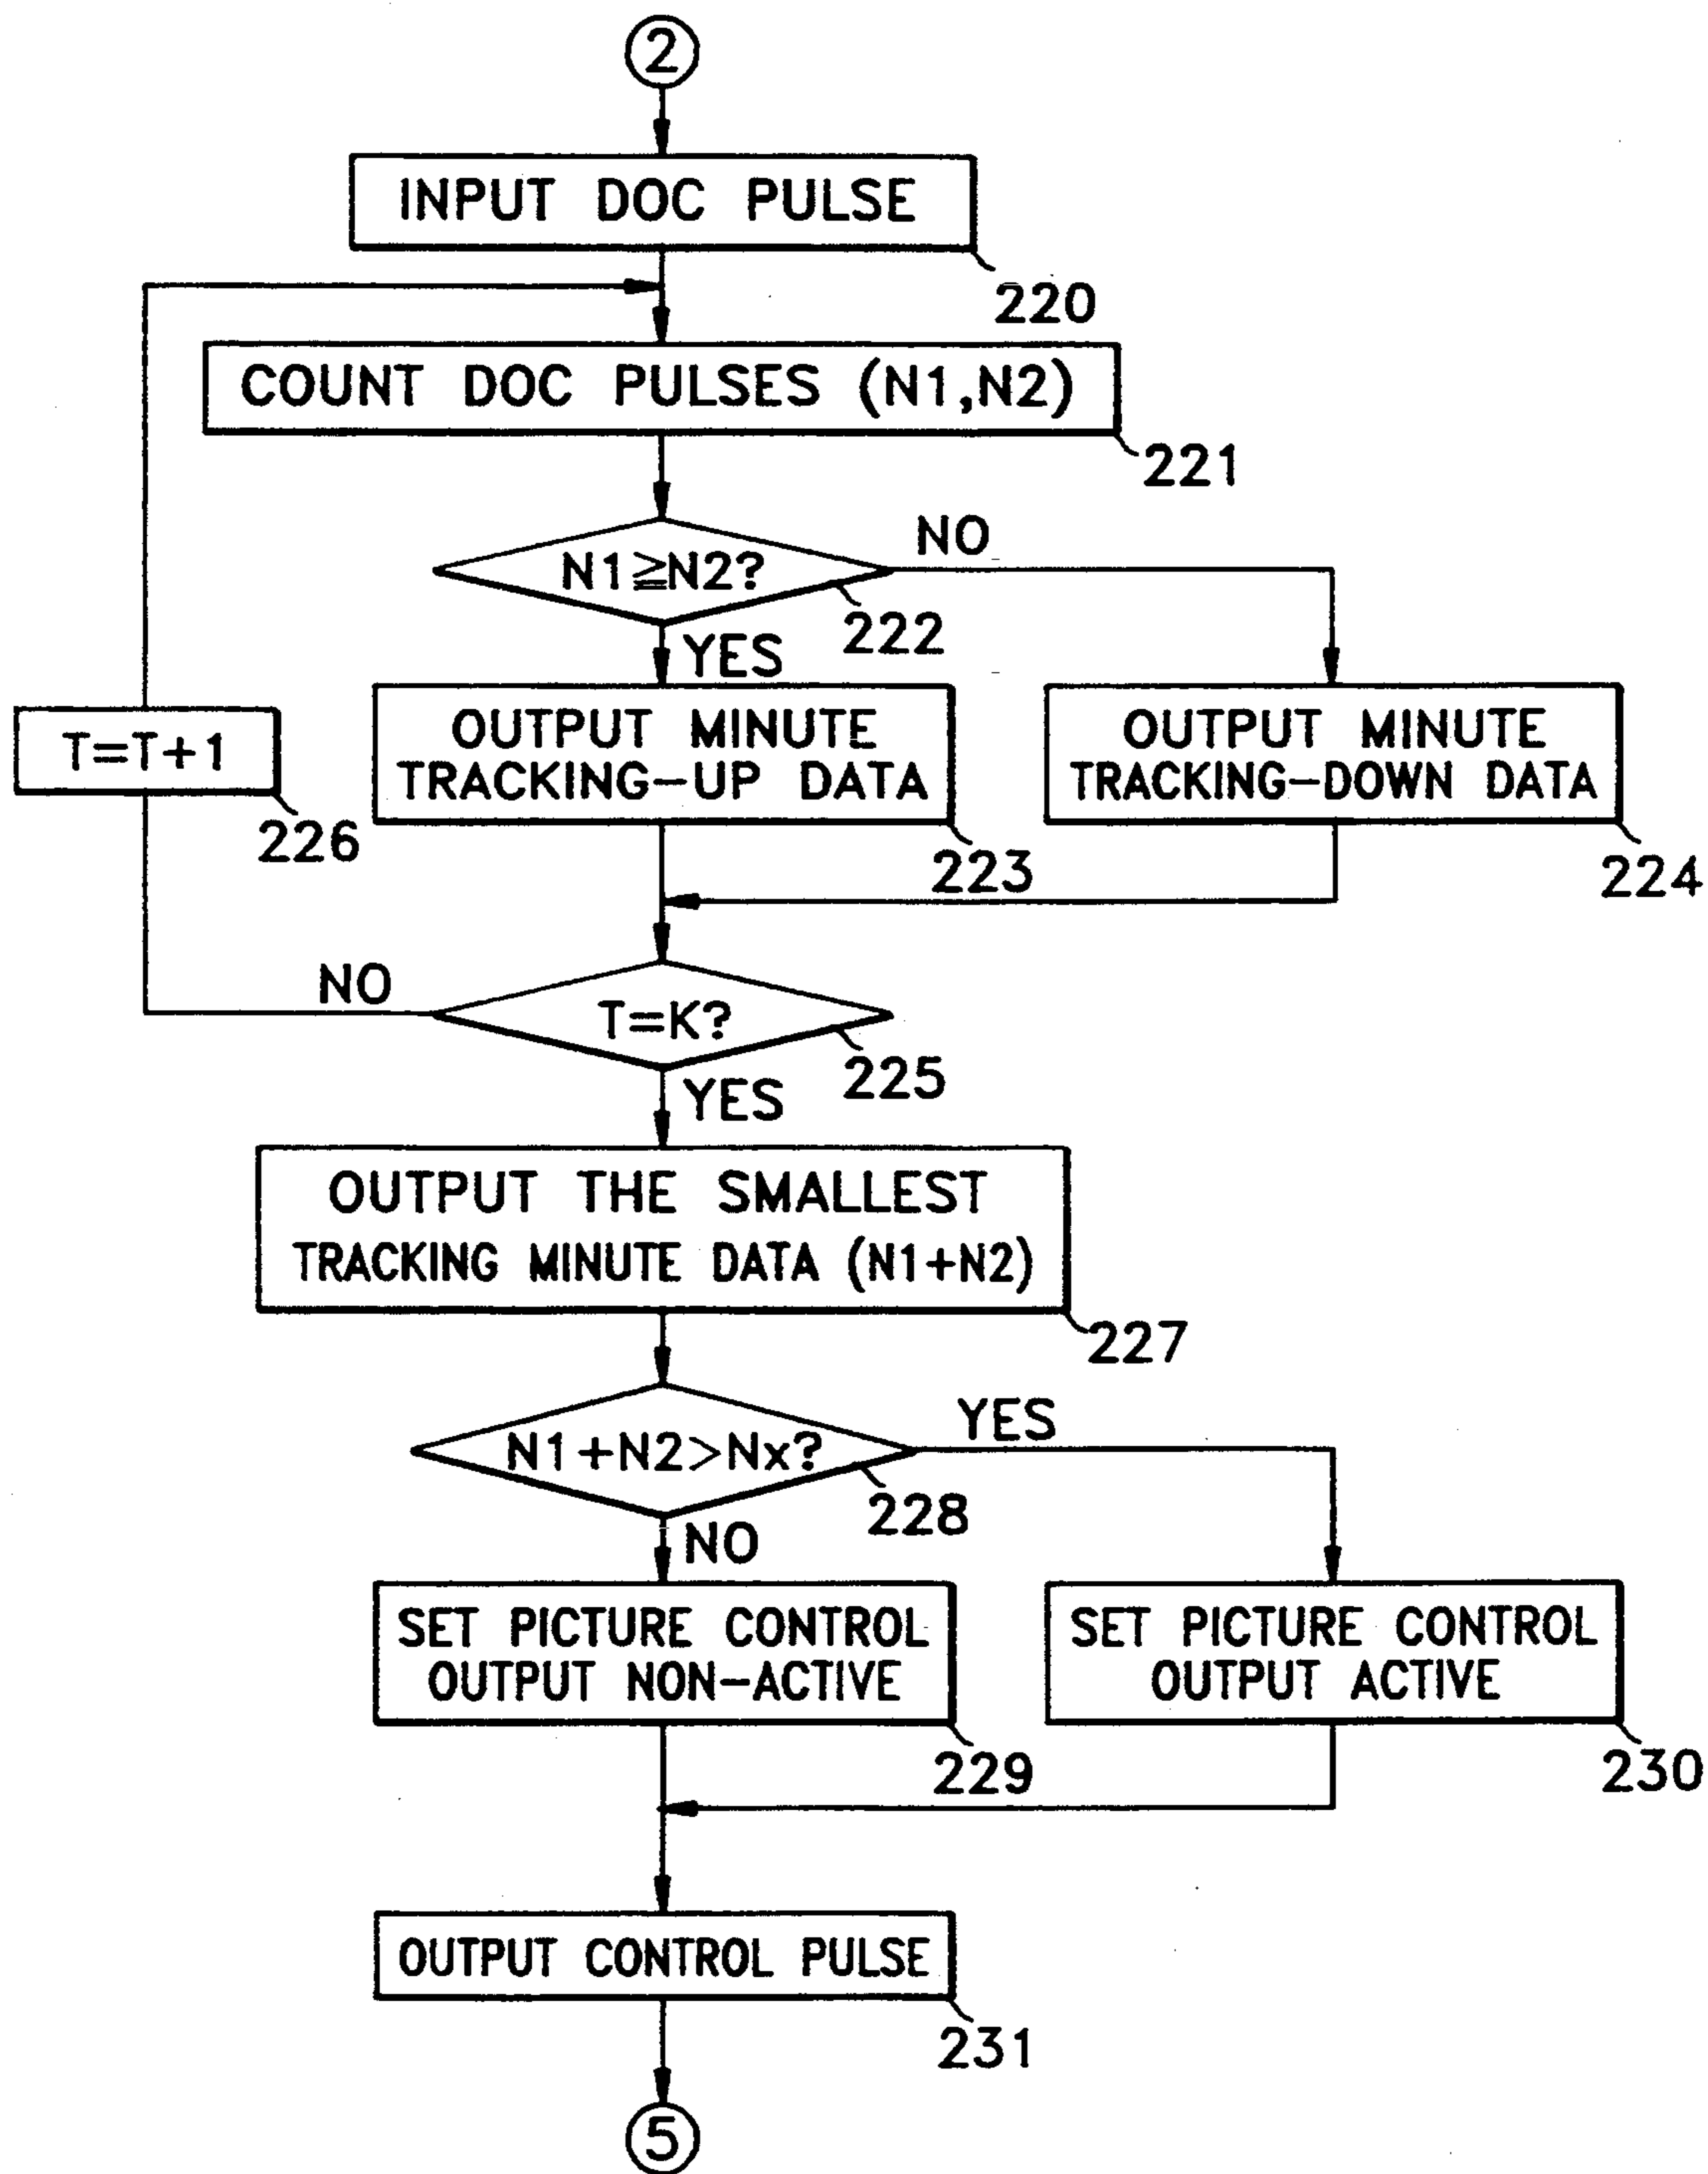 2
INPUT DOC PULSE
220
COUNT DOC PULSES (N1,N2)
221
N1≧N2?
NO
222
YES
OUTPUT MINUTE
TRACKING-UP DATA
223
OUTPUT MINUTE
TRACKING-DOWN DATA
224
T=T+1
226
NO
T=K?
225
YES
OUTPUT THE SMALLEST
TRACKING MINUTE DATA (N1+N2)
227
N1+N2>Nx?
YES
228
NO
SET PICTURE CONTROL
OUTPUT NON-ACTIVE
229
SET PICTURE CONTROL
OUTPUT ACTIVE
230
OUTPUT CONTROL PULSE
231
5